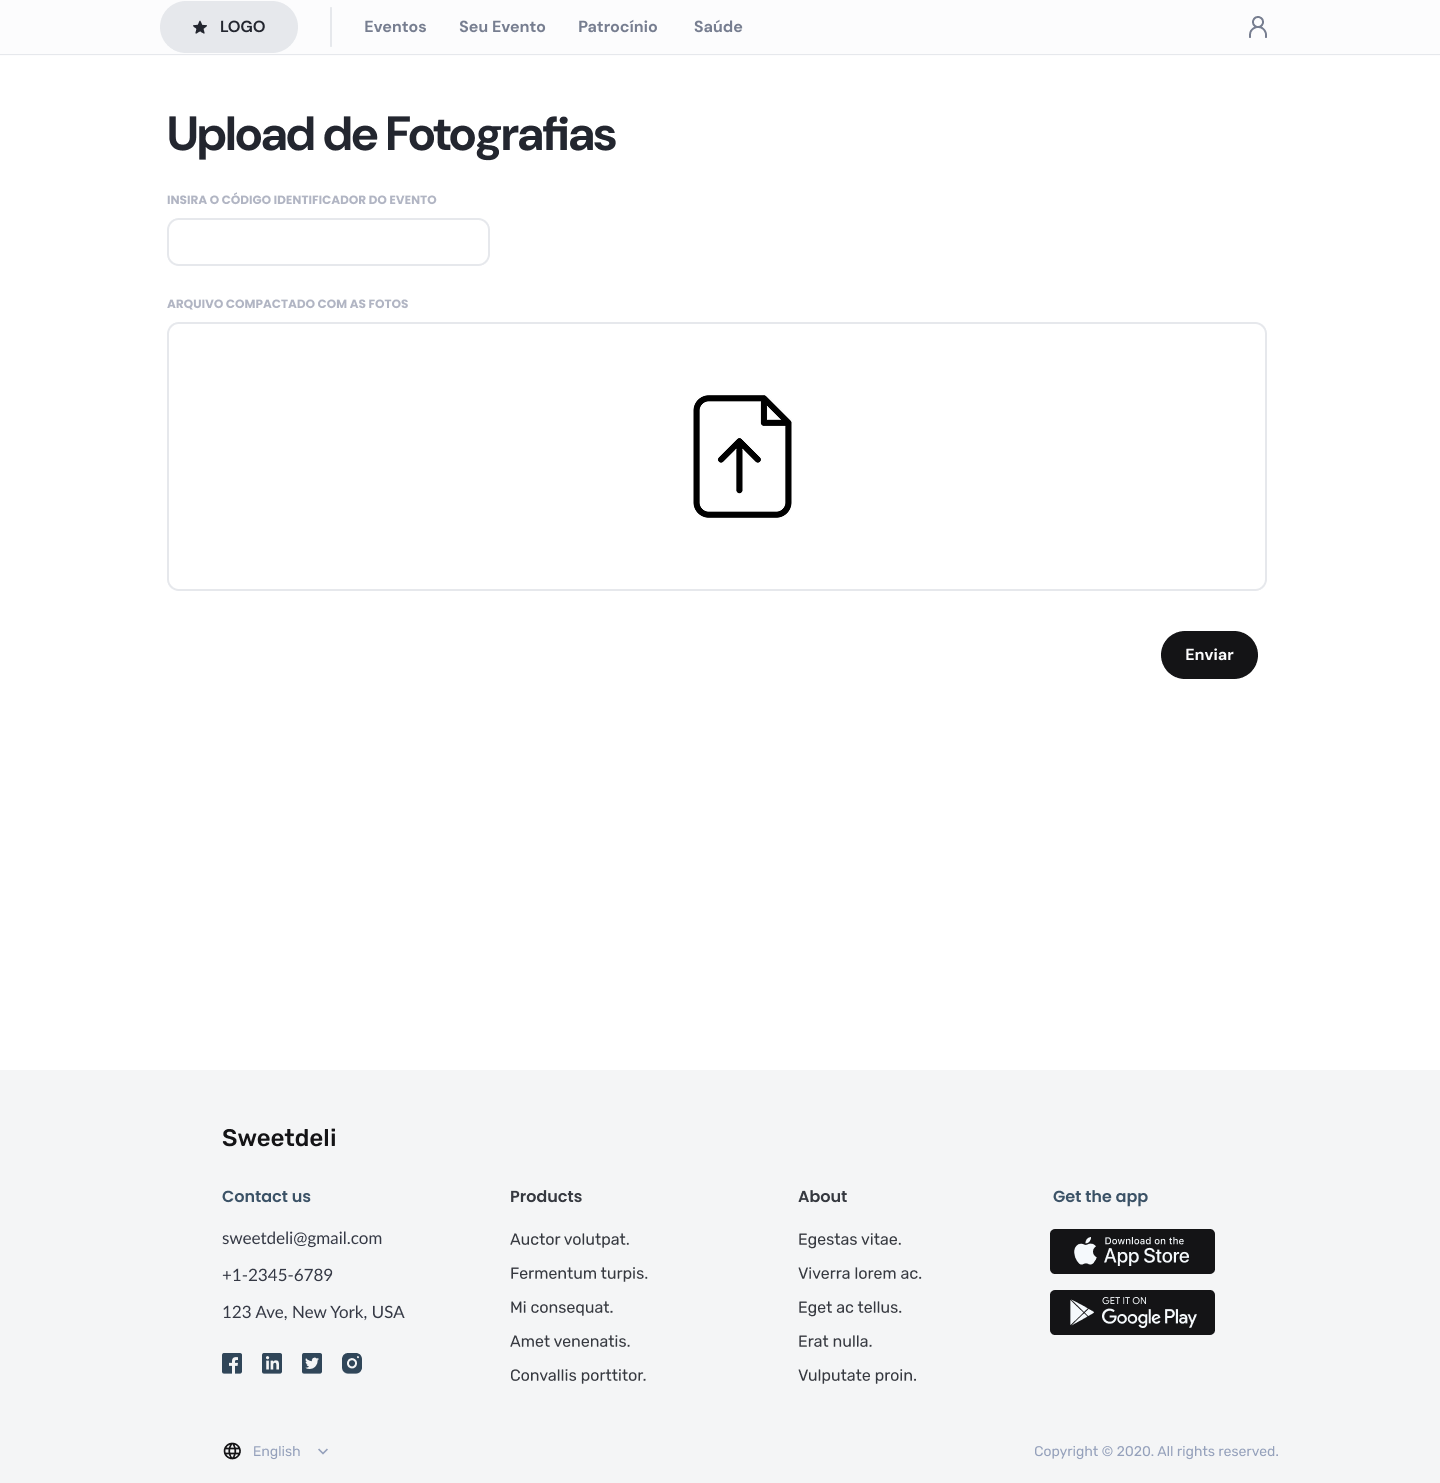 LOGO
Eventos
Seu Evento
Patrocínio
Saúde
Upload de Fotografias
INSIRA O CÓDIGO IDENTIFICADOR DO EVENTO
ARQUIVO COMPACTADO COM AS FOTOS
Enviar
Sweetdeli
Contact us
sweetdeli@gmail.com
+1-2345-6789
123 Ave, New York, USA
Products
Auctor volutpat.
Fermentum turpis.
Mi consequat.
Amet venenatis.
Convallis porttitor.
About
Egestas vitae.
Viverra lorem ac.
Eget ac tellus.
Erat nulla.
Vulputate proin.
Get the app
Download on the
App Store
GET IT ON
Google Play
English
Copyright © 2020. All rights reserved.